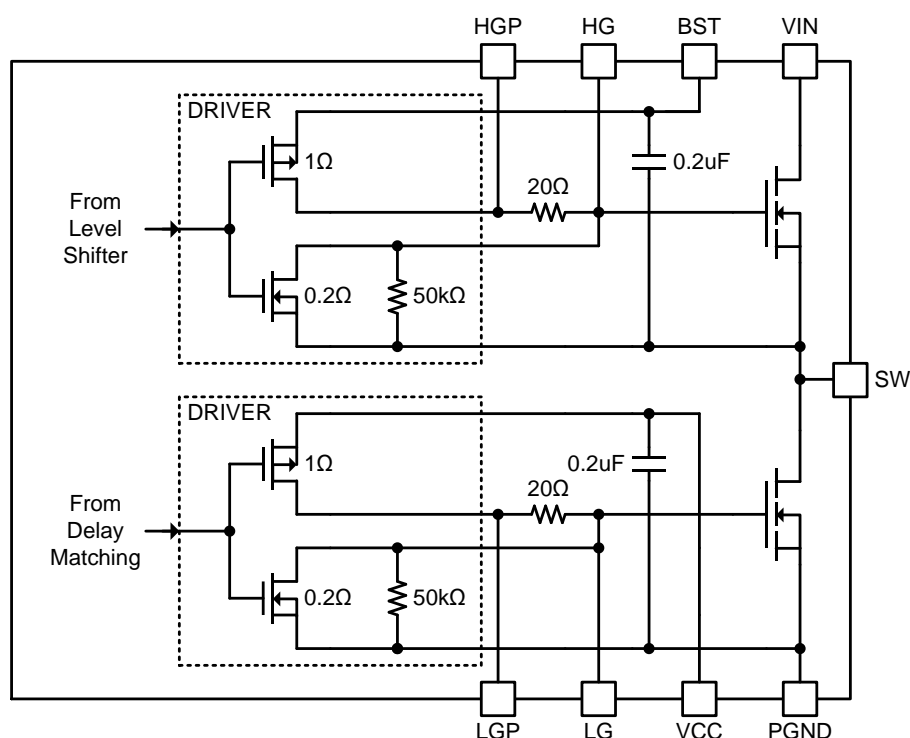 HGP HG BST VIN
DRIVER
1Ω
0.2uF
20Ω
From
Level
Shifter
0.2Ω
50kΩ
SW
DRIVER
1Ω
0.2uF
20Ω
From
Delay
Matching
0.2Ω
50kΩ
LGP LG VCC PGND